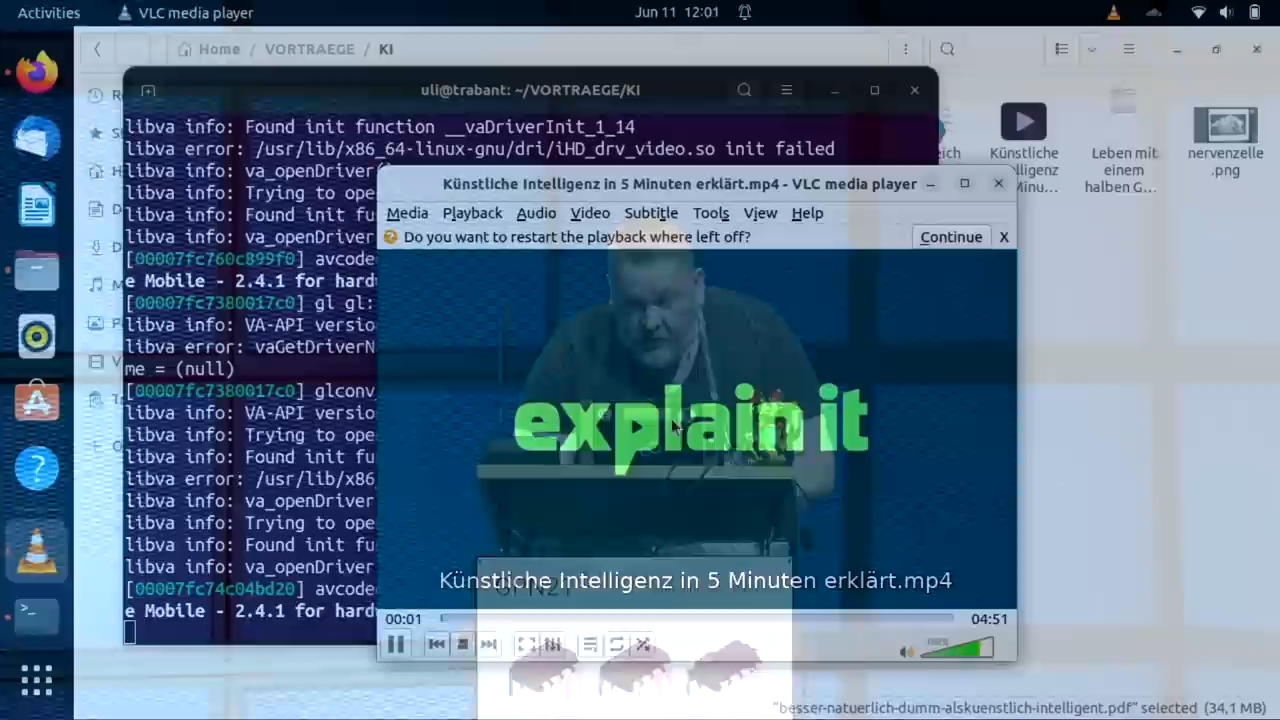 Activities
VLC media player
Jun 11 12:01
Home / VORTRAEGE / KI
uli@trabant: ~/VORTRAEGE/KI
libva info: Found init function __vaDriverInit_1_14
libva error: /usr/lib/x86_64-linux-gnu/dri/iHD_drv_video.so init failed
libva info: va_openDriver()
libva info: Trying to ope
libva info: Found init fu
libva info: va_openDriver
[00007fc760c899f0] avcode
e Mobile - 2.4.1 for hard
[00007fc7380017c0] gl gl:
libva info: VA-API versio
libva error: vaGetDriverN
me = (null)
[00007fc7380017c0] glconv
libva info: VA-API versio
libva info: Trying to ope
libva info: Found init fu
libva error: /usr/lib/x86
libva info: va_openDriver
libva info: Trying to ope
libva info: Found init fu
libva info: va_openDriver
[00007fc74c04bd20] avcode
e Mobile - 2.4.1 for hard
Künstliche Intelligenz in 5 Minuten erklärt.mp4 - VLC media player
Media Playback Audio Video Subtitle Tools View Help
Do you want to restart the playback where left off?
Continue X
explain it
Künstliche Intelligenz in 5 Minuten erklärt.mp4
GPN21
00:01
04:51
eich
Künstliche
Intelligenz
Minu...
Leben mit
einem
halben G...
nervenzelle
.png
"besser-natuerlich-dumm-alskuenstlich-intelligent.pdf" selected (34,1 MB)